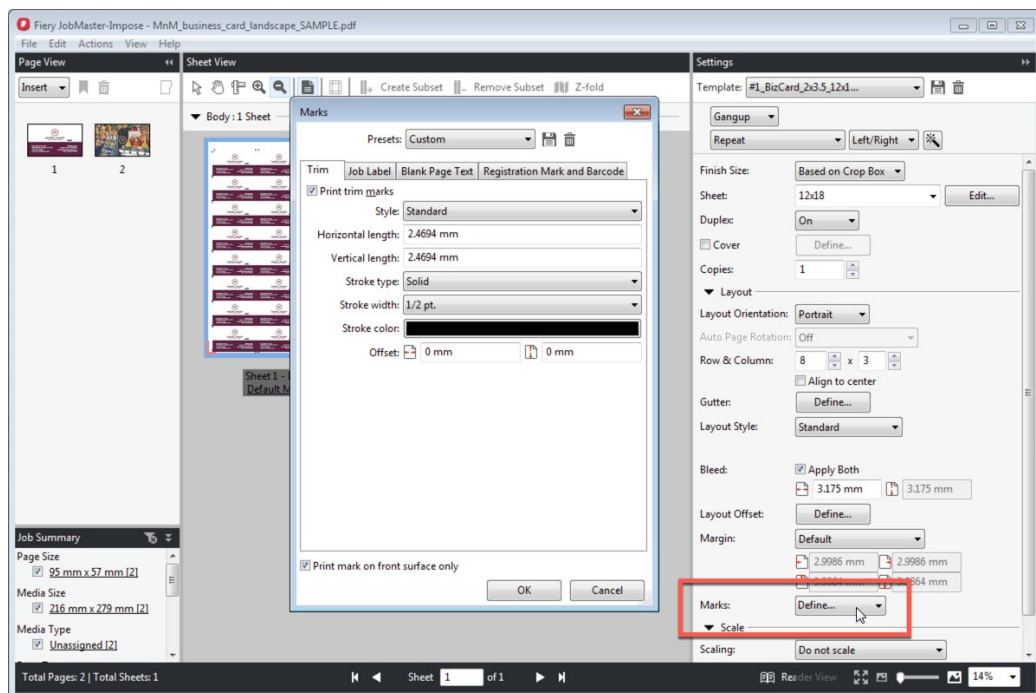 Fiery JobMaster-Impose - MnM_business_card_landscape_SAMPLE.pdf
File Edit Actions View Help
Page View
Insert
1 2
Job Summary
Page Size
95 mm x 57 mm [2]
Media Size
216 mm x 279 mm [2]
Media Type
Unassigned [2]
Sheet View
Create Subset Remove Subset Z-fold
Body : 1 Sheet
Sheet 1 -
Default M
Marks
Presets: Custom
Trim Job Label Blank Page Text Registration Mark and Barcode
Print trim marks
Style: Standard
Horizontal length: 2.4694 mm
Vertical length: 2.4694 mm
Stroke type: Solid
Stroke width: 1/2 pt.
Stroke color:
Offset: 0 mm 0 mm
Print mark on front surface only
OK Cancel
Settings
Template: #1_BizCard_2x3.5_12x1...
Gangup
Repeat Left/Right
Finish Size: Based on Crop Box
Sheet: 12x18 Edit...
Duplex: On
Cover Define...
Copies: 1
Layout
Layout Orientation: Portrait
Auto Page Rotation: Off
Row & Column: 8 x 3
Align to center
Gutter: Define...
Layout Style: Standard
Bleed: Apply Both
3.175 mm 3.175 mm
Layout Offset: Define...
Margin: Default
2.9986 mm 2.9986 mm
Marks: Define...
Scale
Scaling: Do not scale
Total Pages: 2 | Total Sheets: 1 Sheet 1 of 1 Reader View 14%